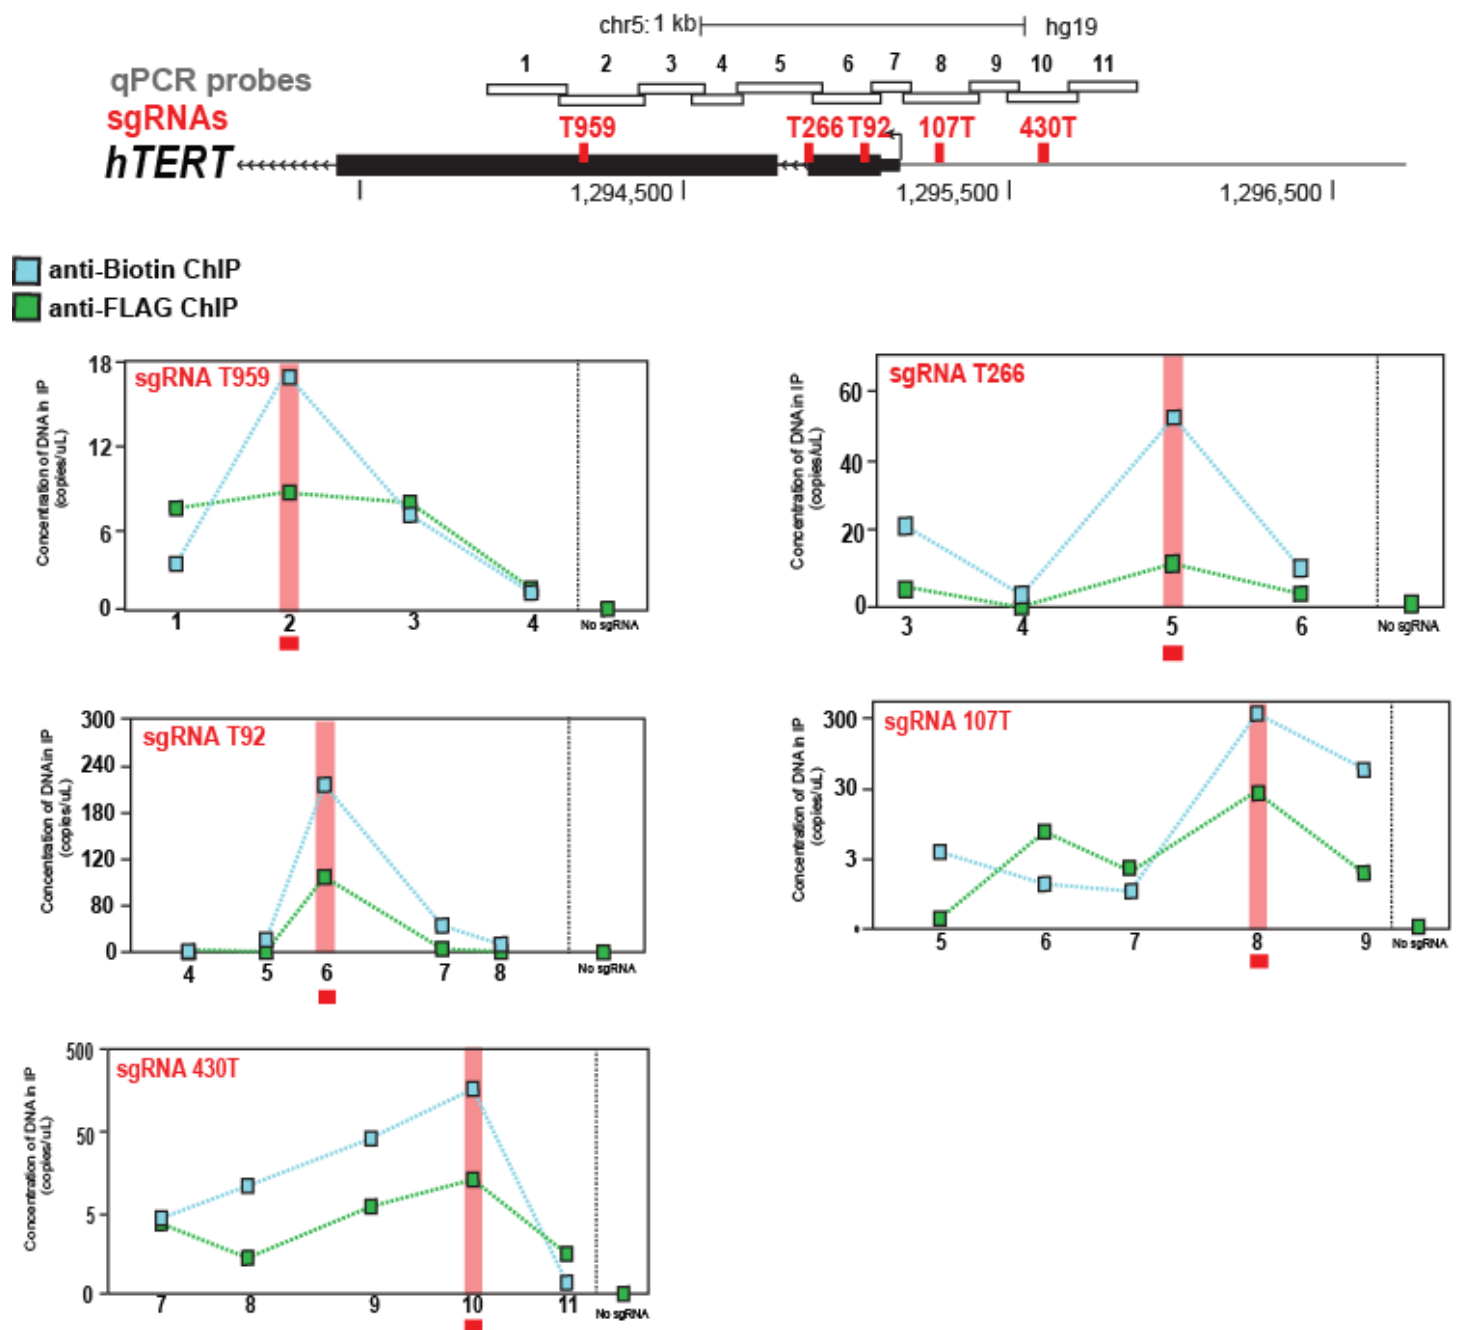 chr5: 1 kb hg19
1 2 3 4 5 6 7 8 9 10 11
qPCR probes
sgRNAs
T959 T266 T92 107T 430T
hTERT
1,294,500 1,295,500 1,296,500
anti-Biotin ChIP
anti-FLAG ChIP
sgRNA T959
Concentration of DNA in IP
(copies/uL)
18
12
6
0
1 2 3 4 No sgRNA
sgRNA T266
Concentration of DNA in IP
(copies/uL)
60
40
20
0
3 4 5 6 No sgRNA
sgRNA T92
Concentration of DNA in IP
(copies/uL)
300
240
180
120
80
0
4 5 6 7 8 No sgRNA
sgRNA 107T
Concentration of DNA in IP
(copies/uL)
300
30
3
5 6 7 8 9 No sgRNA
sgRNA 430T
Concentration of DNA in IP
(copies/uL)
500
50
5
0
7 8 9 10 11 No sgRNA